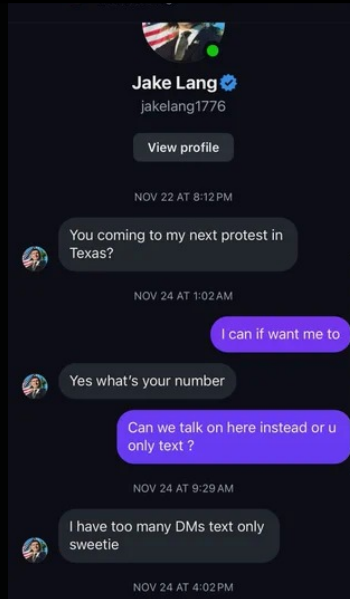 Jake Lang
jakelang1776
View profile
NOV 22 AT 8:12 PM
You coming to my next protest in
Texas?
NOV 24 AT 1:02 AM
I can if want me to
Yes what's your number
Can we talk on here instead or u
only text ?
NOV 24 AT 9:29 AM
I have too many DMs text only
sweetie
NOV 24 AT 4:02 PM